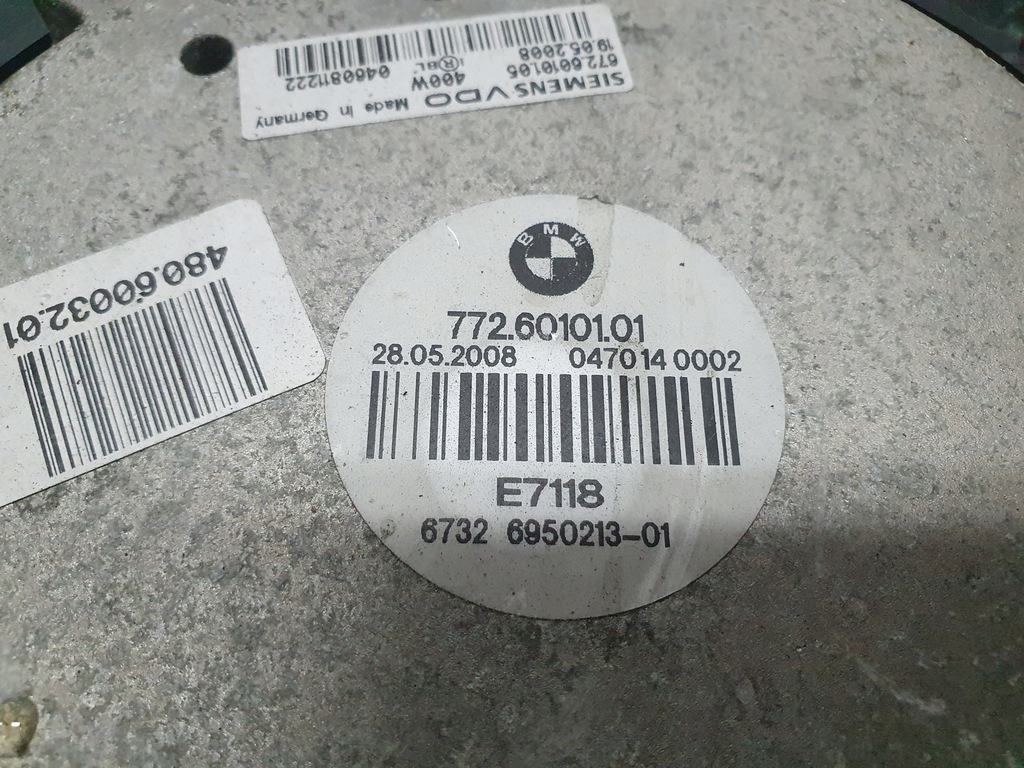 SIEMENS VDO Made in Germany
672.60101.05 400W 046081222
19.05.2008
480.60032.01
BMW
772.60101.01
28.05.2008 047014 0002
E7118
6732 6950213-01